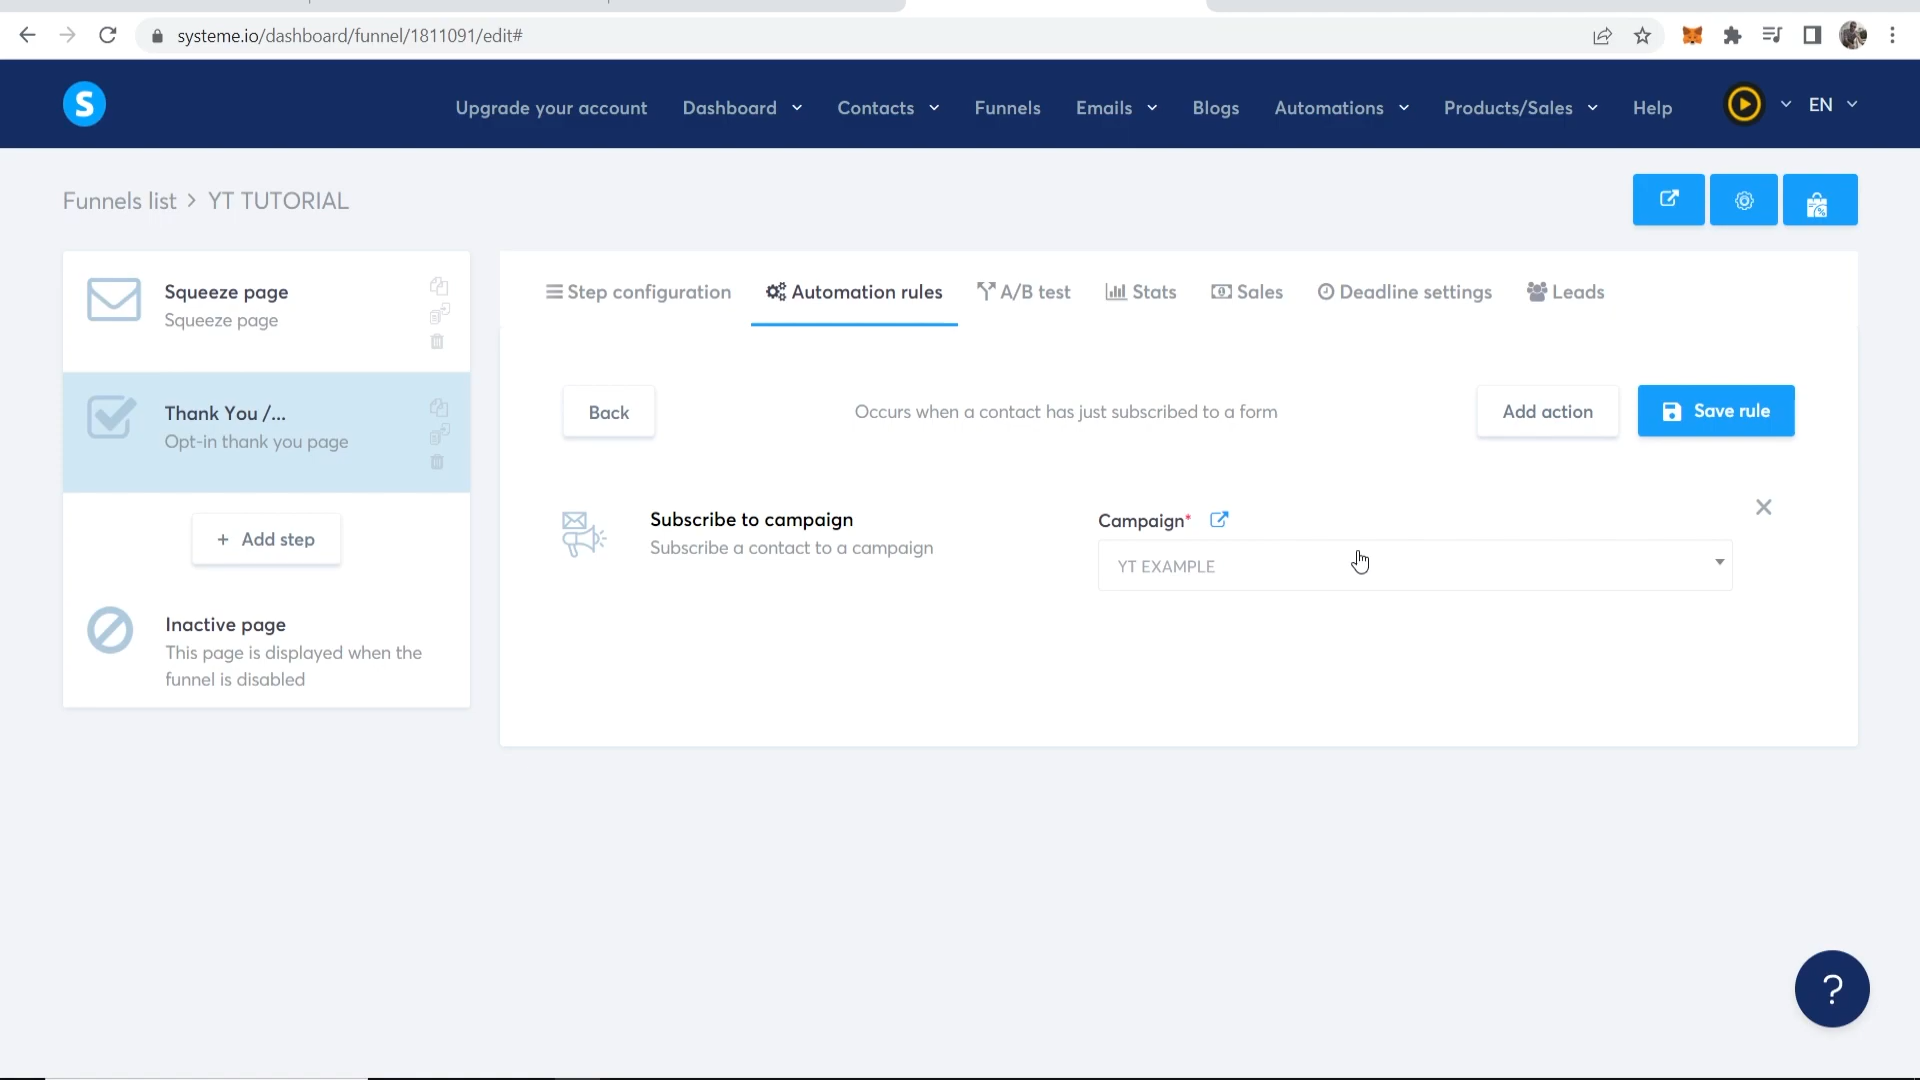 systeme.io/dashboard/funnel/1811091/edit#
S
Upgrade your account
Dashboard
Contacts
Funnels
Emails
Blogs
Automations
Products/Sales
Help
EN
Funnels list > YT TUTORIAL
Squeeze page
Squeeze page
Thank You /...
Opt-in thank you page
+ Add step
Inactive page
This page is displayed when the
funnel is disabled
Step configuration
Automation rules
A/B test
Stats
Sales
Deadline settings
Leads
Back
Occurs when a contact has just subscribed to a form
Add action
Save rule
Subscribe to campaign
Subscribe a contact to a campaign
Campaign*
YT EXAMPLE
?